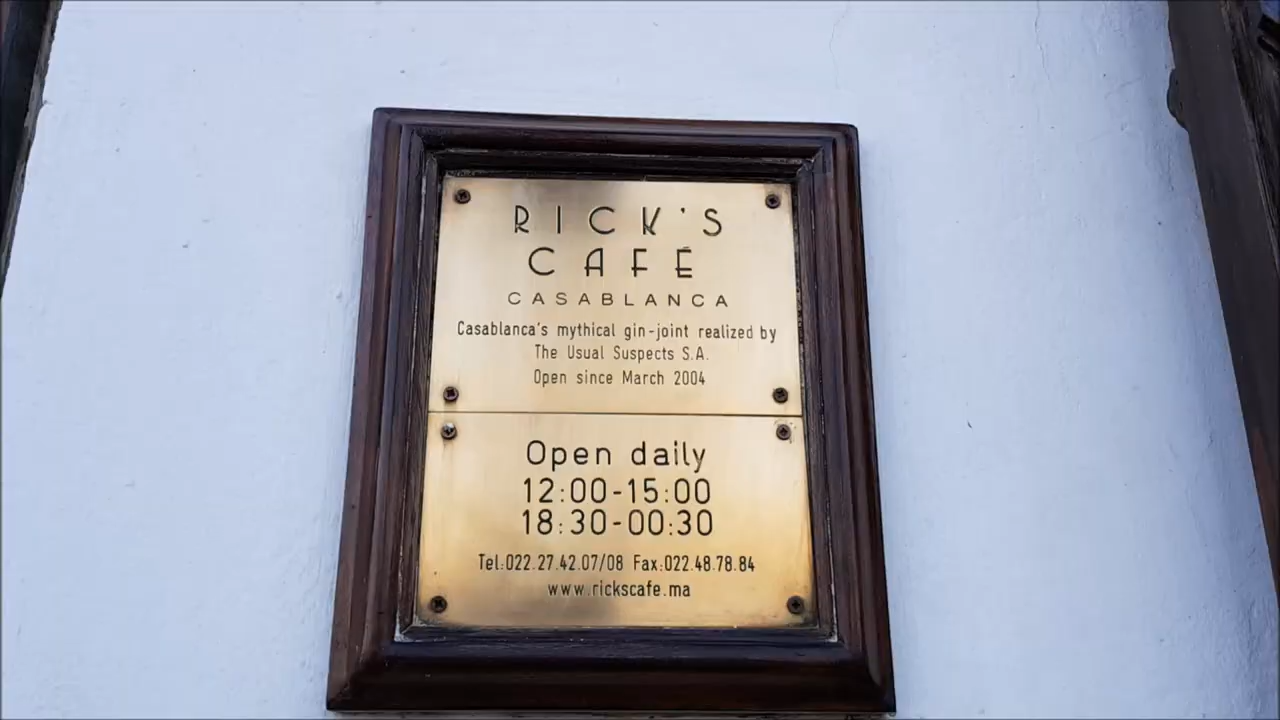 RICK'S
CAFÉ
CASABLANCA
Casablanca's mythical gin-joint realized by
The Usual Suspects S.A.
Open since March 2004
Open daily
12:00-15:00
18:30-00:30
Tel:022.27.42.07/08 Fax:022.48.78.84
www.rickscafe.ma